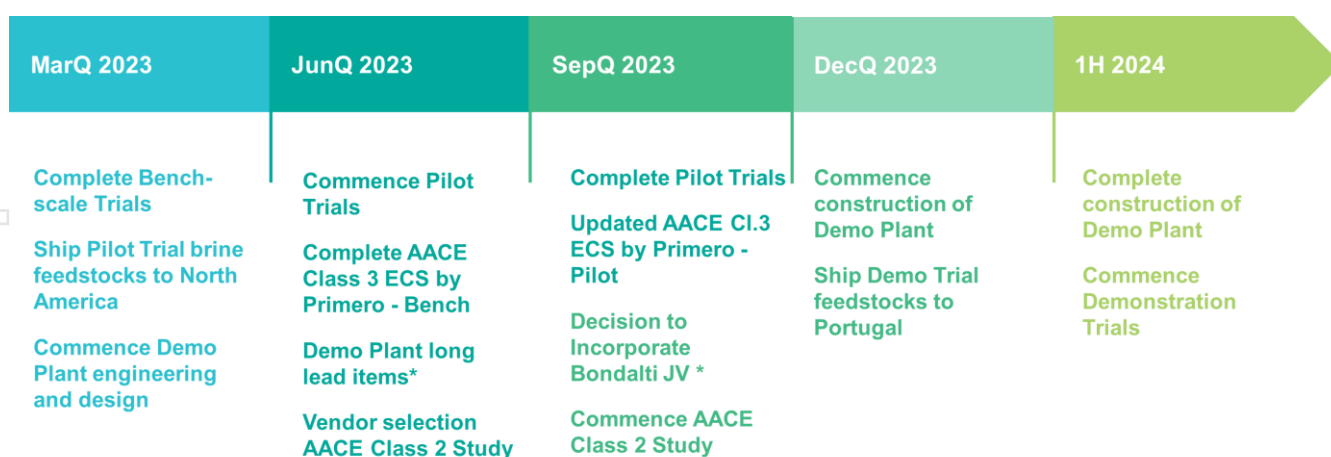 MarQ 2023
JunQ 2023
SepQ 2023
DecQ 2023
1H 2024
Complete Bench-
scale Trials
Ship Pilot Trial brine
feedstocks to North
America
Commence Demo
Plant engineering
and design
Commence Pilot
Trials
Complete AACE
Class 3 ECS by
Primero - Bench
Demo Plant long
lead items*
Vendor selection
AACE Class 2 Study
Complete Pilot Trials
Updated AACE Cl.3
ECS by Primero -
Pilot
Decision to
Incorporate
Bondalti JV *
Commence AACE
Class 2 Study
Commence
construction of
Demo Plant
Ship Demo Trial
feedstocks to
Portugal
Complete
construction of
Demo Plant
Commence
Demonstration
Trials